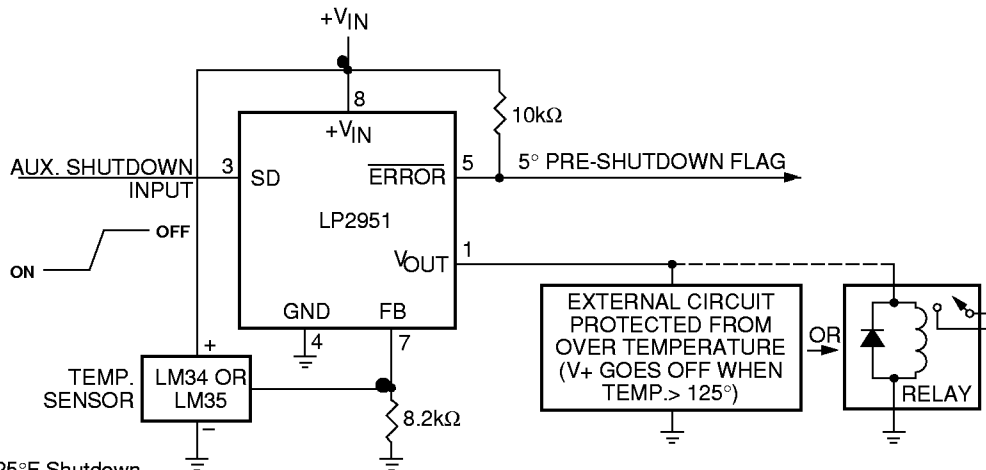 +VIN
8
+VIN
10kΩ
AUX. SHUTDOWN
INPUT
3
SD
ERROR
5
5° PRE-SHUTDOWN FLAG
LP2951
OFF
ON
VOUT
1
GND
FB
4
7
EXTERNAL CIRCUIT
PROTECTED FROM
OVER TEMPERATURE
(V+ GOES OFF WHEN
TEMP.> 125°)
OR
RELAY
TEMP.
SENSOR
+
LM34 OR
LM35
–
8.2kΩ
25°F Shutdown